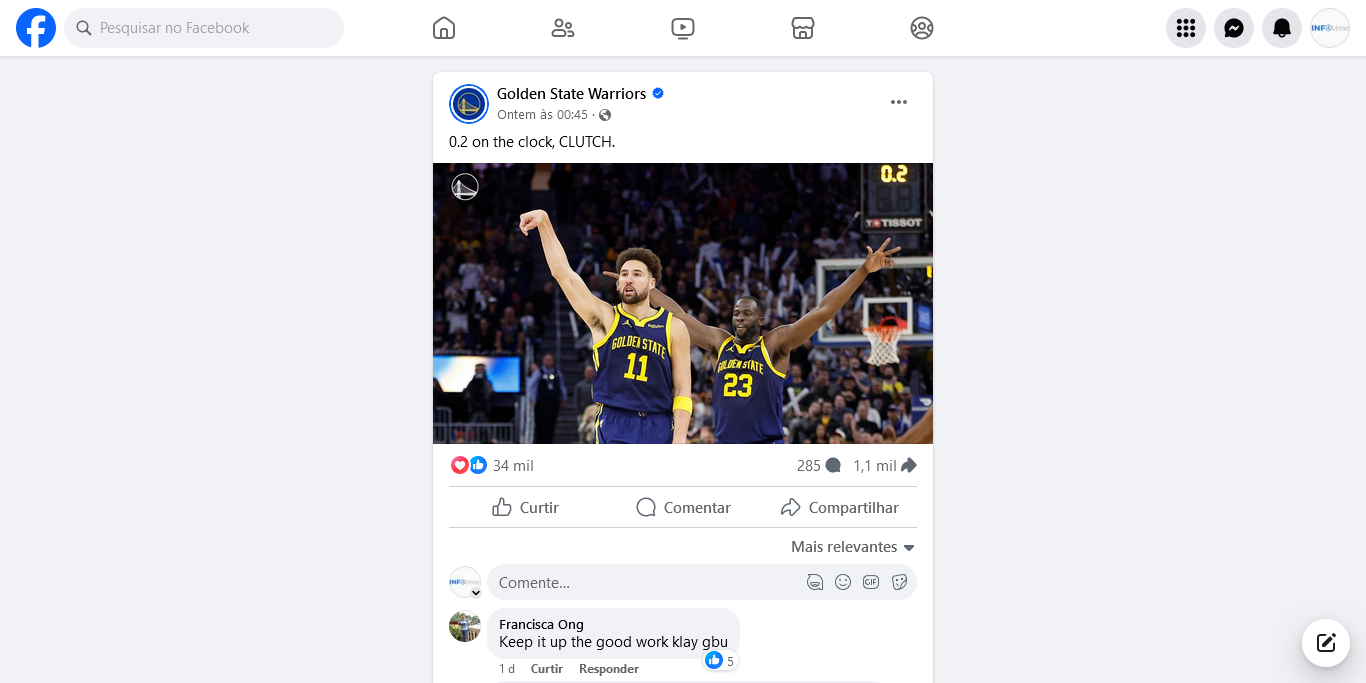 Pesquisar no Facebook
INFOVerse
Golden State Warriors
Ontem às 00:45 ·
0.2 on the clock, CLUTCH.
0.2
TISSOT
GOLDEN STATE
11
GOLDEN STATE
23
34 mil
285
1,1 mil
Curtir
Comentar
Compartilhar
Mais relevantes
Comente...
GIF
Francisca Ong
Keep it up the good work klay gbu
5
1 d Curtir Responder